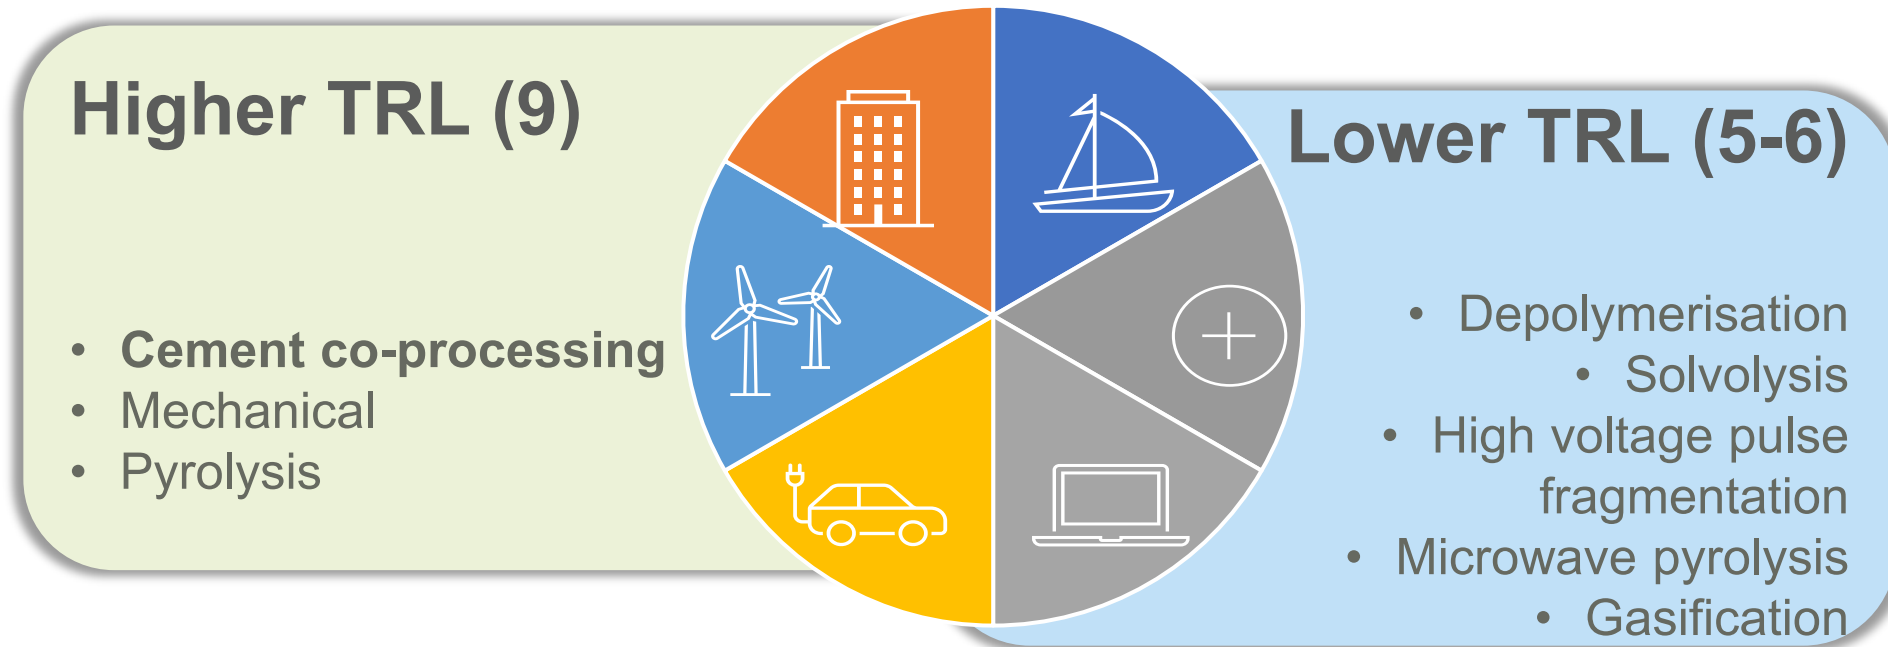 Higher TRL (9)
• Cement co-processing
• Mechanical
• Pyrolysis
Lower TRL (5-6)
• Depolymerisation
• Solvolysis
• High voltage pulse
fragmentation
• Microwave pyrolysis
• Gasification